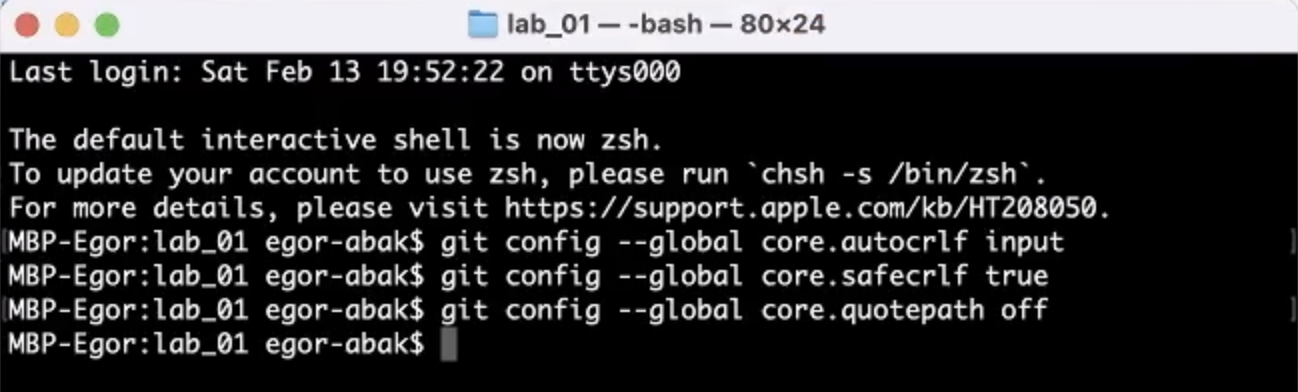 lab_01 — -bash — 80×24
Last login: Sat Feb 13 19:52:22 on ttys000
The default interactive shell is now zsh.
To update your account to use zsh, please run `chsh -s /bin/zsh`.
For more details, please visit https://support.apple.com/kb/HT208050.
[MBP-Egor:lab_01 egor-abak$ git config --global core.autocrlf input ]
MBP-Egor:lab_01 egor-abak$ git config --global core.safecrlf true
[MBP-Egor:lab_01 egor-abak$ git config --global core.quotepath off ]
MBP-Egor:lab_01 egor-abak$